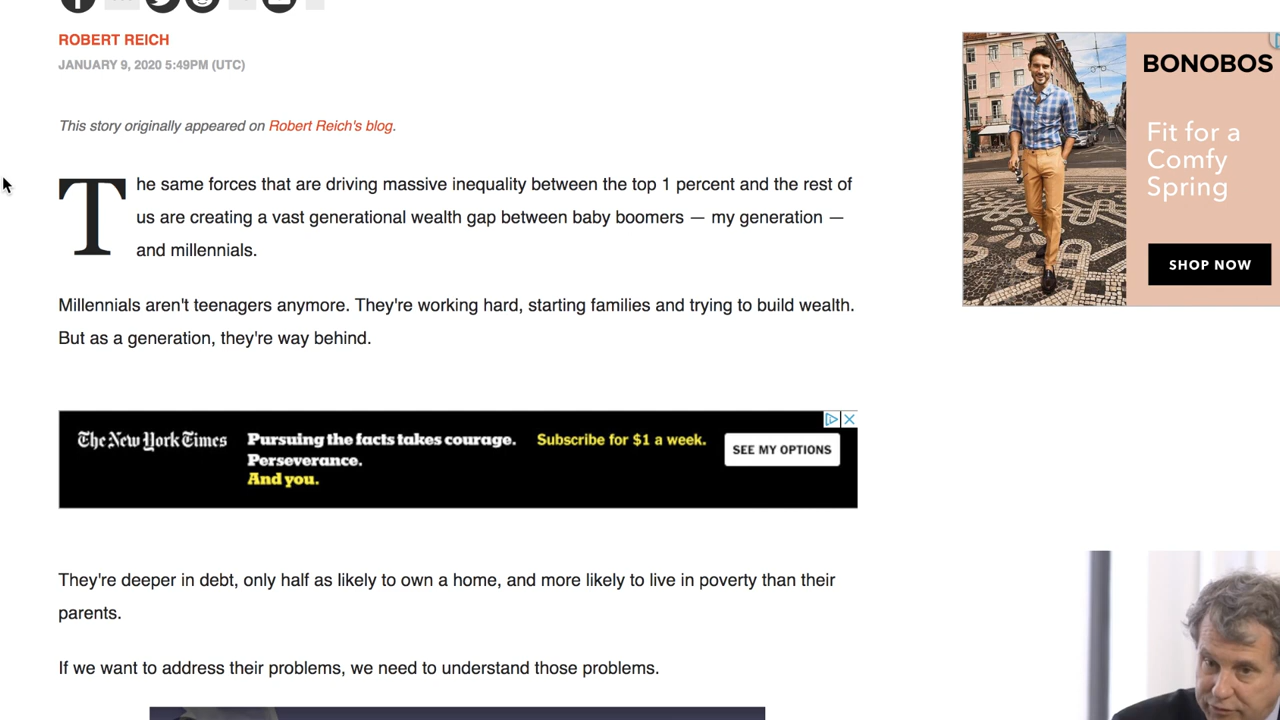 ROBERT REICH
JANUARY 9, 2020 5:49PM (UTC)
This story originally appeared on Robert Reich's blog.
The same forces that are driving massive inequality between the top 1 percent and the rest of
us are creating a vast generational wealth gap between baby boomers — my generation —
and millennials.
Millennials aren't teenagers anymore. They're working hard, starting families and trying to build wealth.
But as a generation, they're way behind.
The New York Times
Pursuing the facts takes courage.
Perseverance.
And you.
Subscribe for $1 a week.
SEE MY OPTIONS
They're deeper in debt, only half as likely to own a home, and more likely to live in poverty than their
parents.
If we want to address their problems, we need to understand those problems.
BONOBOS
Fit for a
Comfy
Spring
SHOP NOW